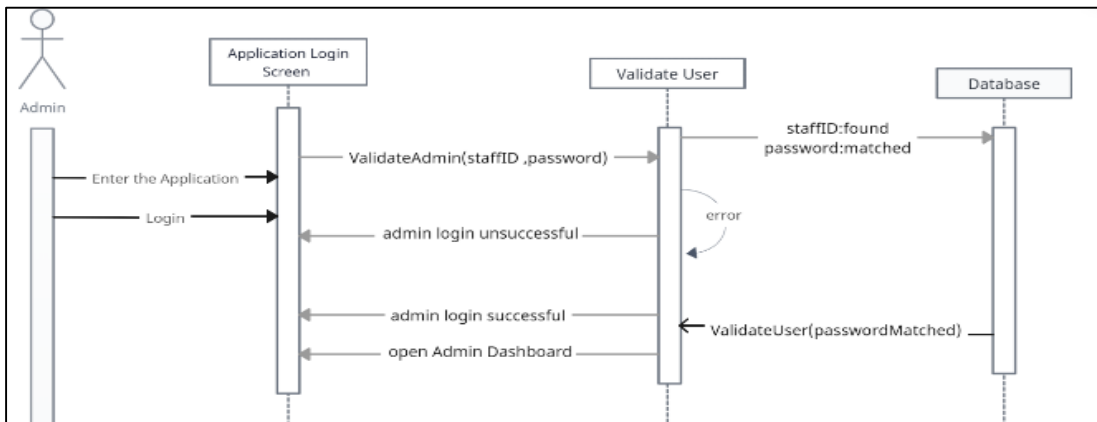 Application Login
Screen
Validate User
Database
Admin
staffID:found
password:matched
ValidateAdmin(staffID ,password)
Enter the Application
Login
error
admin login unsuccessful
admin login successful
ValidateUser(passwordMatched)
open Admin Dashboard